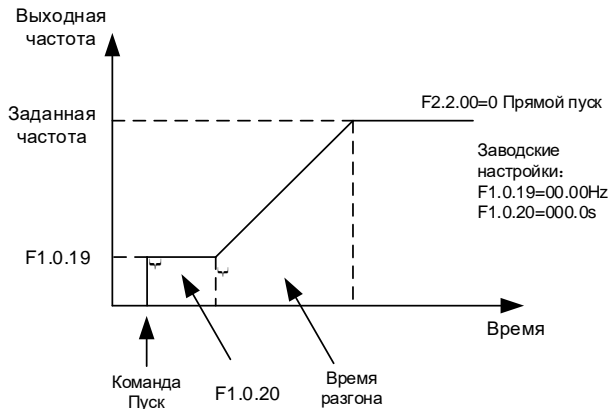 Выходная
частота
Заданная
частота
F2.2.00=0 Прямой пуск
Заводские
настройки:
F1.0.19=00.00Hz
F1.0.20=000.0s
F1.0.19
Время
Команда
Пуск
F1.0.20
Время
разгона